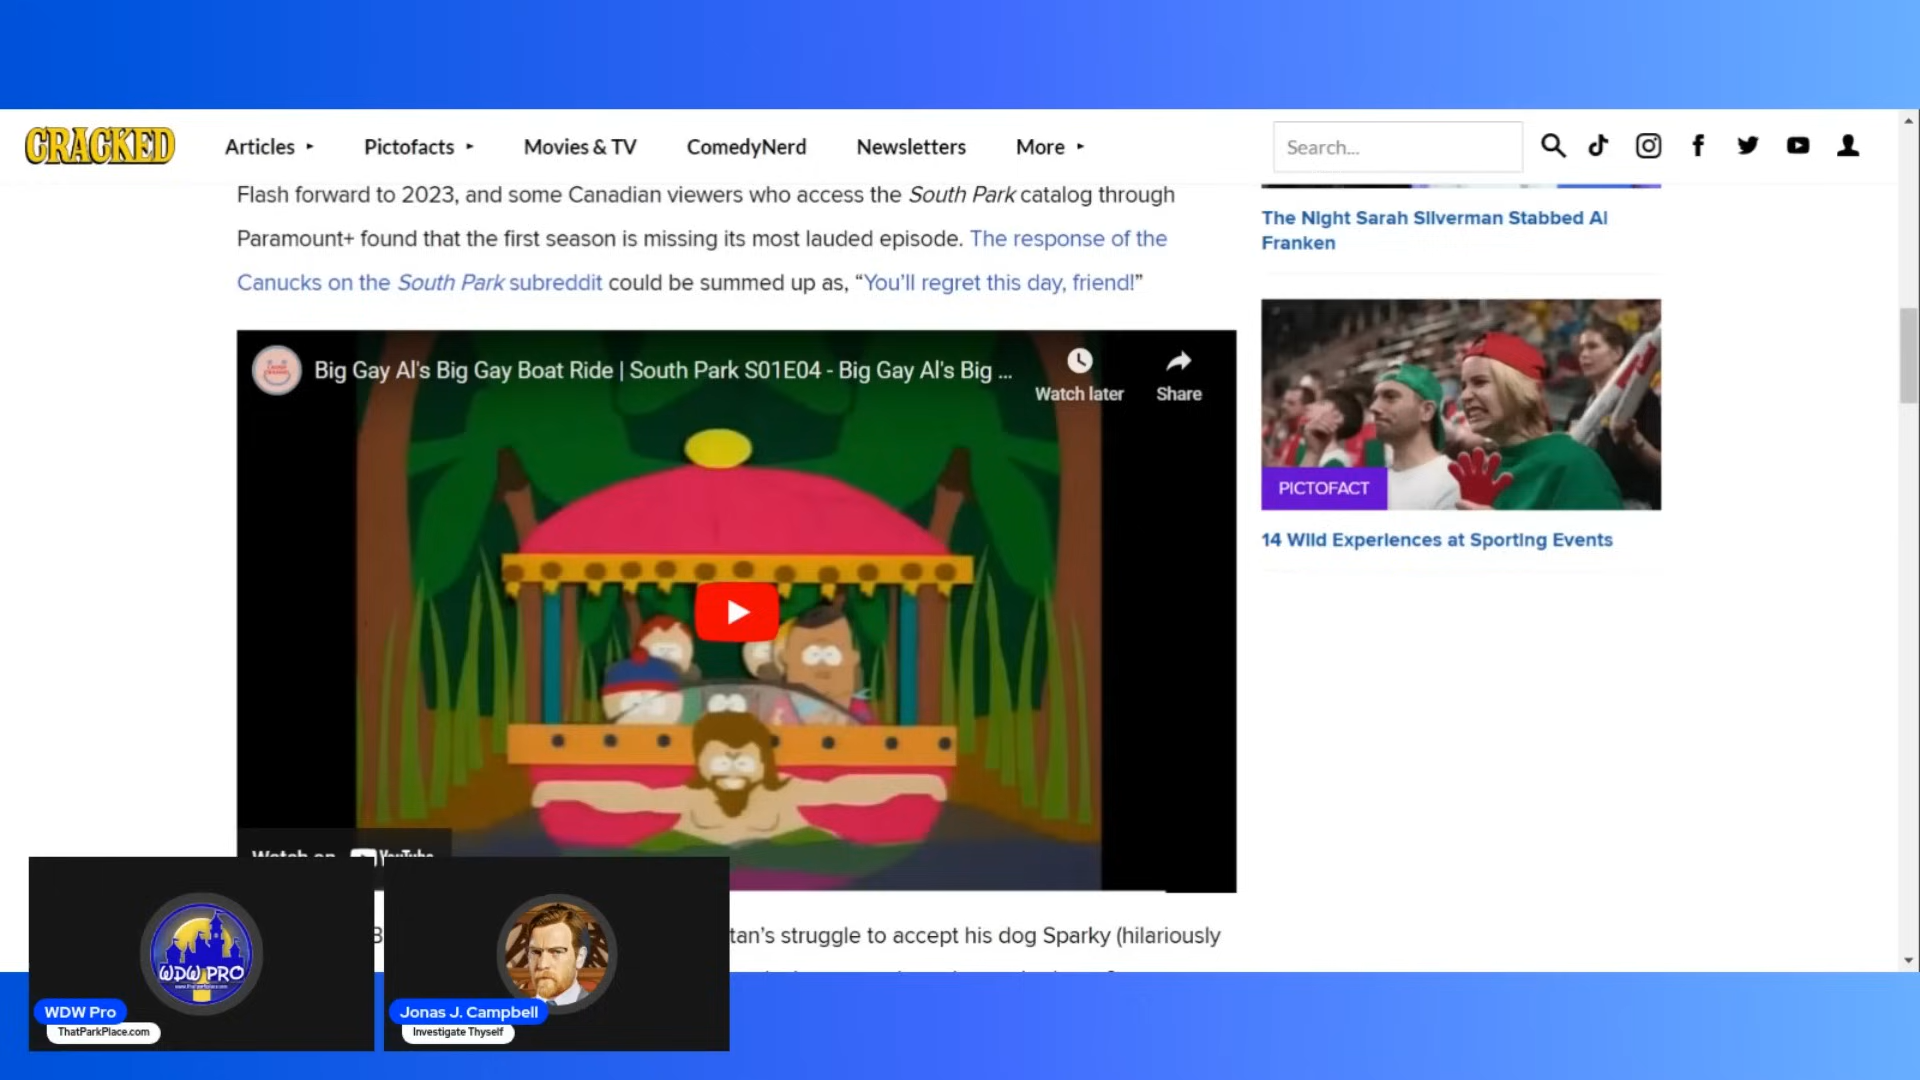 CRACKED
Articles
Pictofacts
Movies & TV
ComedyNerd
Newsletters
More
Search...
Flash forward to 2023, and some Canadian viewers who access the South Park catalog through
Paramount+ found that the first season is missing its most lauded episode. The response of the
Canucks on the South Park subreddit could be summed up as, “You’ll regret this day, friend!”
The Night Sarah Silverman Stabbed Al
Franken
Big Gay Al's Big Gay Boat Ride | South Park S01E04 - Big Gay Al's Big ...
Watch later
Share
PICTOFACT
14 Wild Experiences at Sporting Events
Watch on YouTube
tan’s struggle to accept his dog Sparky (hilariously
WDW PRO
WDW Pro
ThatParkPlace.com
Jonas J. Campbell
Investigate Thyself